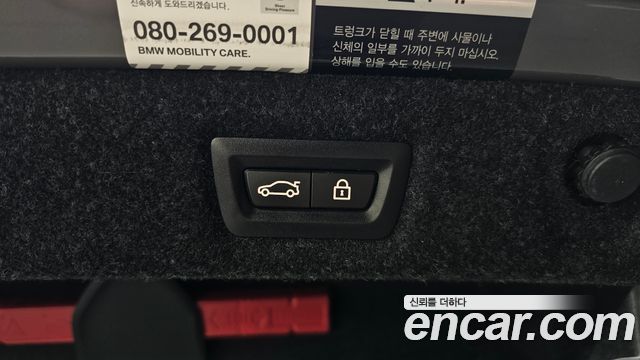 신속하게 도와드리겠습니다.
Sheer
Driving Pleasure
080-269-0001
BMW MOBILITY CARE.
트렁크가 닫힐 때 주변에 사물이나
신체의 일부를 가까이 두지 마십시오.
상해를 입을 수도 있습니다.
신뢰를 더하다
encar.com